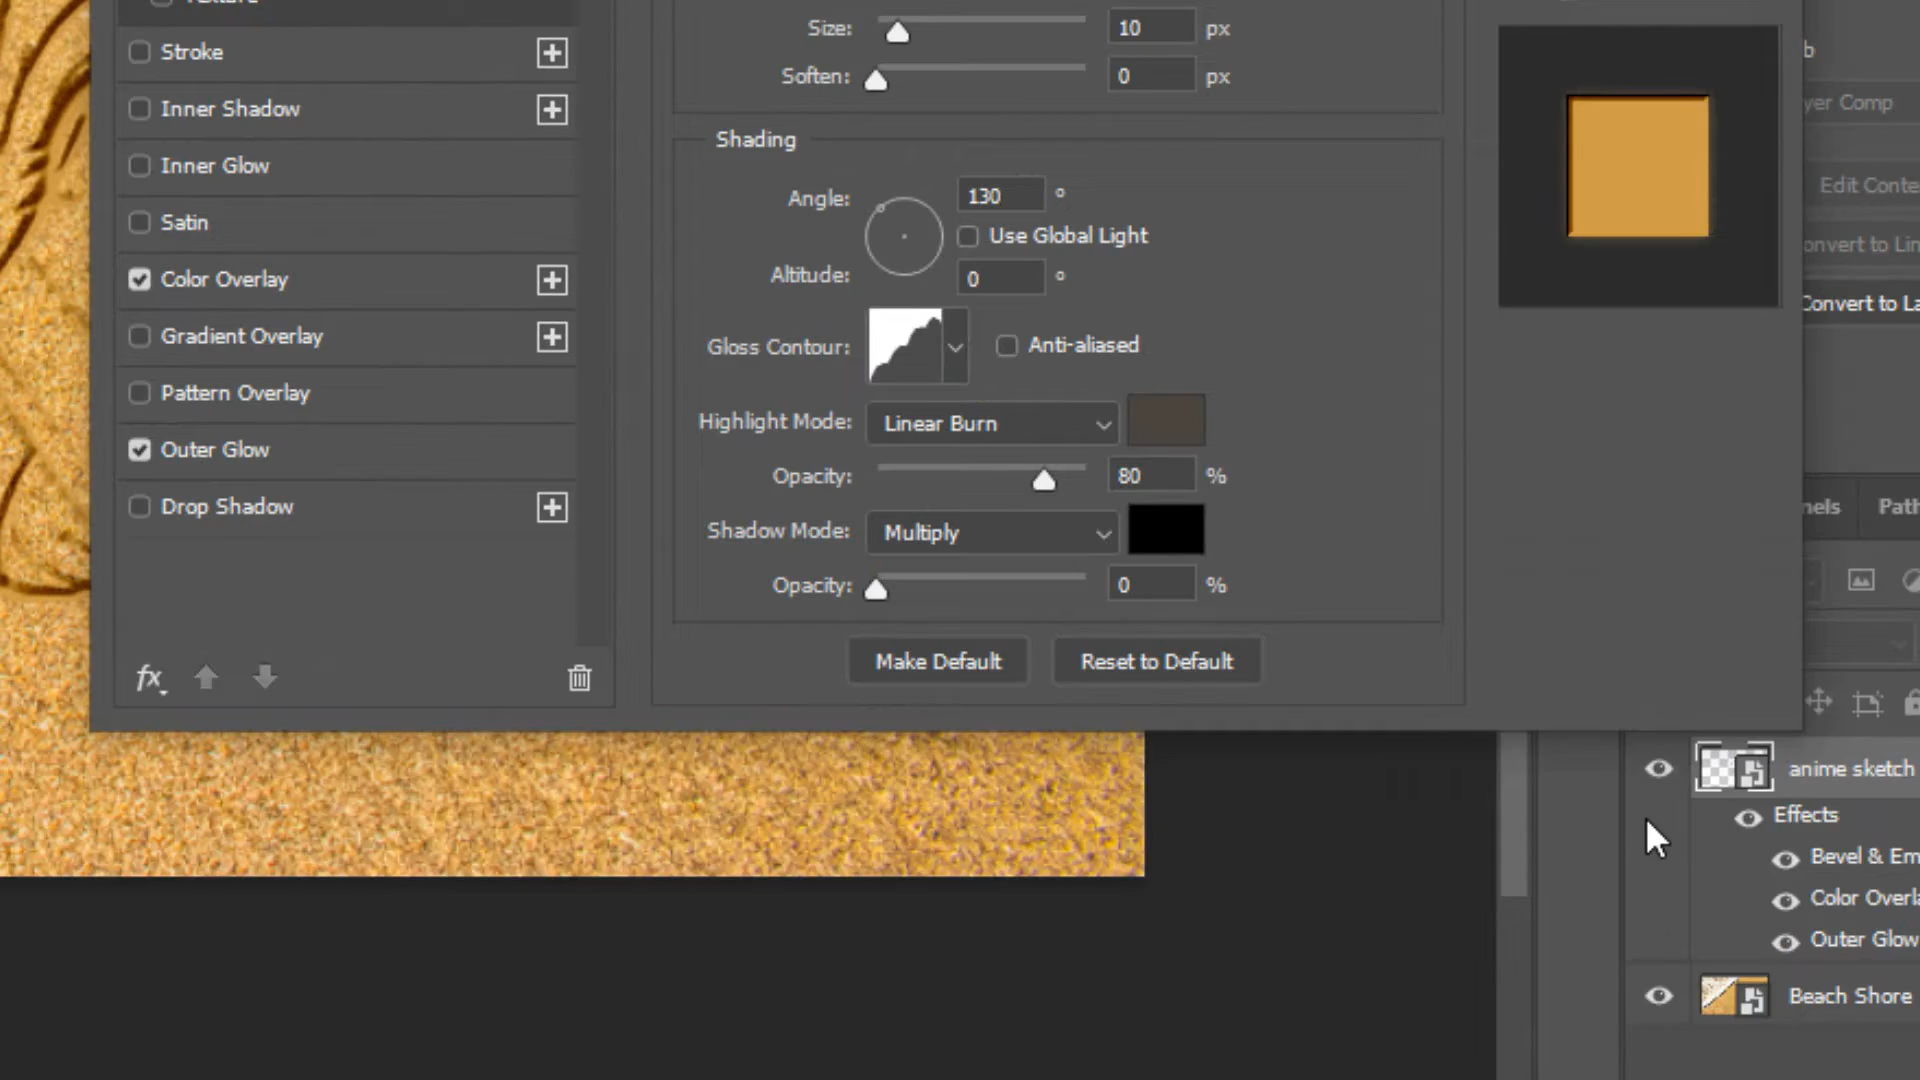 Texture
Stroke
Inner Shadow
Inner Glow
Satin
Color Overlay
Gradient Overlay
Pattern Overlay
Outer Glow
Drop Shadow
fx
Size: 10 px
Soften: 0 px
Shading
Angle: 130 °
Use Global Light
Altitude: 0 °
Gloss Contour: Anti-aliased
Highlight Mode: Linear Burn
Opacity: 80 %
Shadow Mode: Multiply
Opacity: 0 %
Make Default Reset to Default
b
yer Comp
Edit Conte
onvert to Lin
Convert to La
nels Path
anime sketch
Effects
Bevel & Em
Color Overla
Outer Glow
Beach Shore